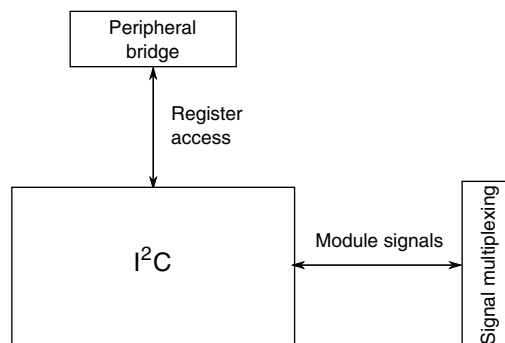 Peripheral
bridge
Register
access
I²C
Module signals
Signal multiplexing